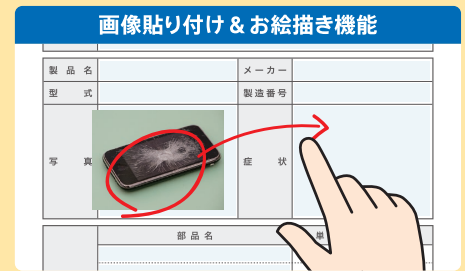 画像貼り付け&お絵描き機能
製品名 メーカー
型式 製造番号
写真 症状
部品名 単